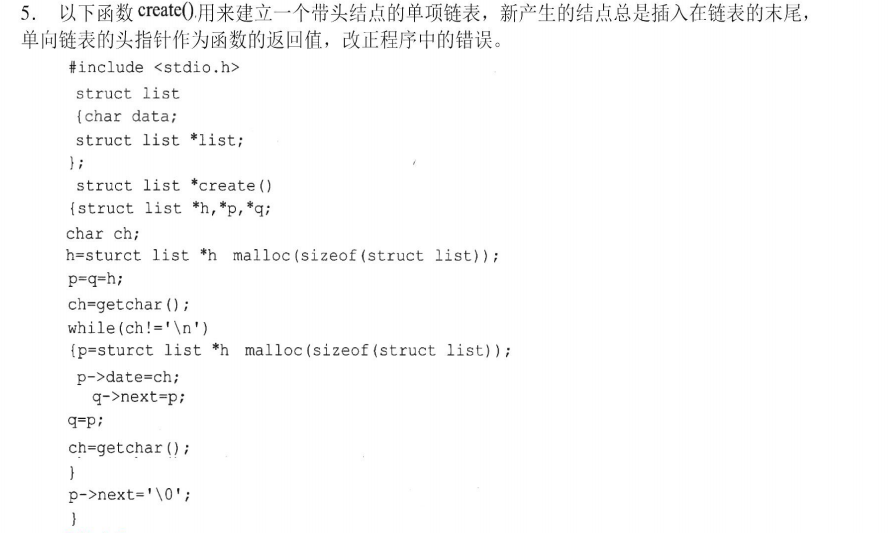 5. 以下函数 create().用来建立一个带头结点的单项链表，新产生的结点总是插入在链表的末尾，
单向链表的头指针作为函数的返回值，改正程序中的错误。
#include <stdio.h>
struct list
{char data;
struct list *list;
};
struct list *create()
{struct list *h,*p,*q;
char ch;
h=sturct list *h malloc(sizeof(struct list));
p=q=h;
ch=getchar();
while(ch!='\n')
{p=sturct list *h malloc(sizeof(struct list));
p->date=ch;
q->next=p;
q=p;
ch=getchar();
}
p->next='\0';
}